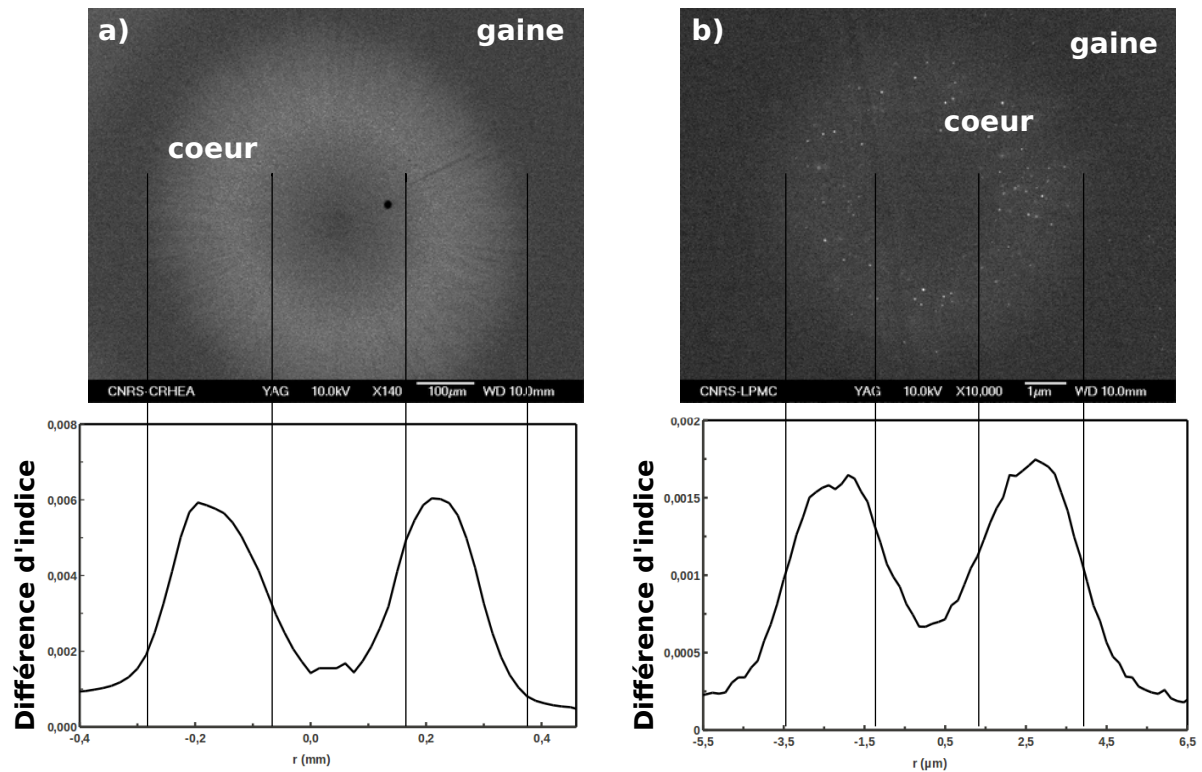 a)
gaine
coeur
CNRS-CRHEA YAG 10.0kV X140 100µm WD 10.0mm
b)
gaine
coeur
CNRS-LPMC YAG 10.0kV X10,000 1µm WD 10.0mm
Différence d'indice
0,008
0,006
0,004
0,002
0,000
-0,4 -0,2 0,0 0,2 0,4
r (mm)
Différence d'indice
0,002
0,0015
0,001
0,0005
0
-5,5 -3,5 -1,5 0,5 2,5 4,5 6,5
r (µm)